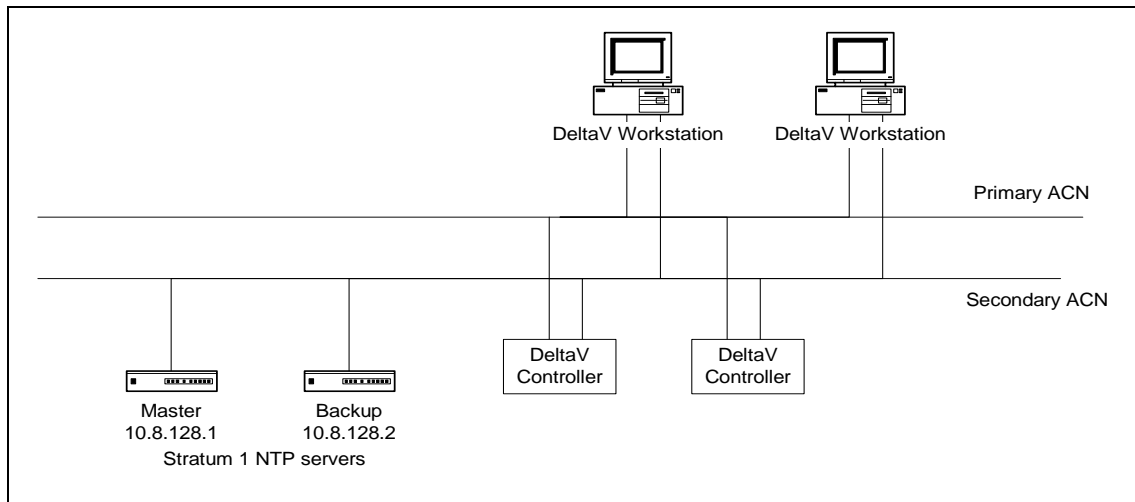 DeltaV Workstation
DeltaV Workstation
Primary ACN
Secondary ACN
DeltaV
Controller
DeltaV
Controller
Master
10.8.128.1
Backup
10.8.128.2
Stratum 1 NTP servers